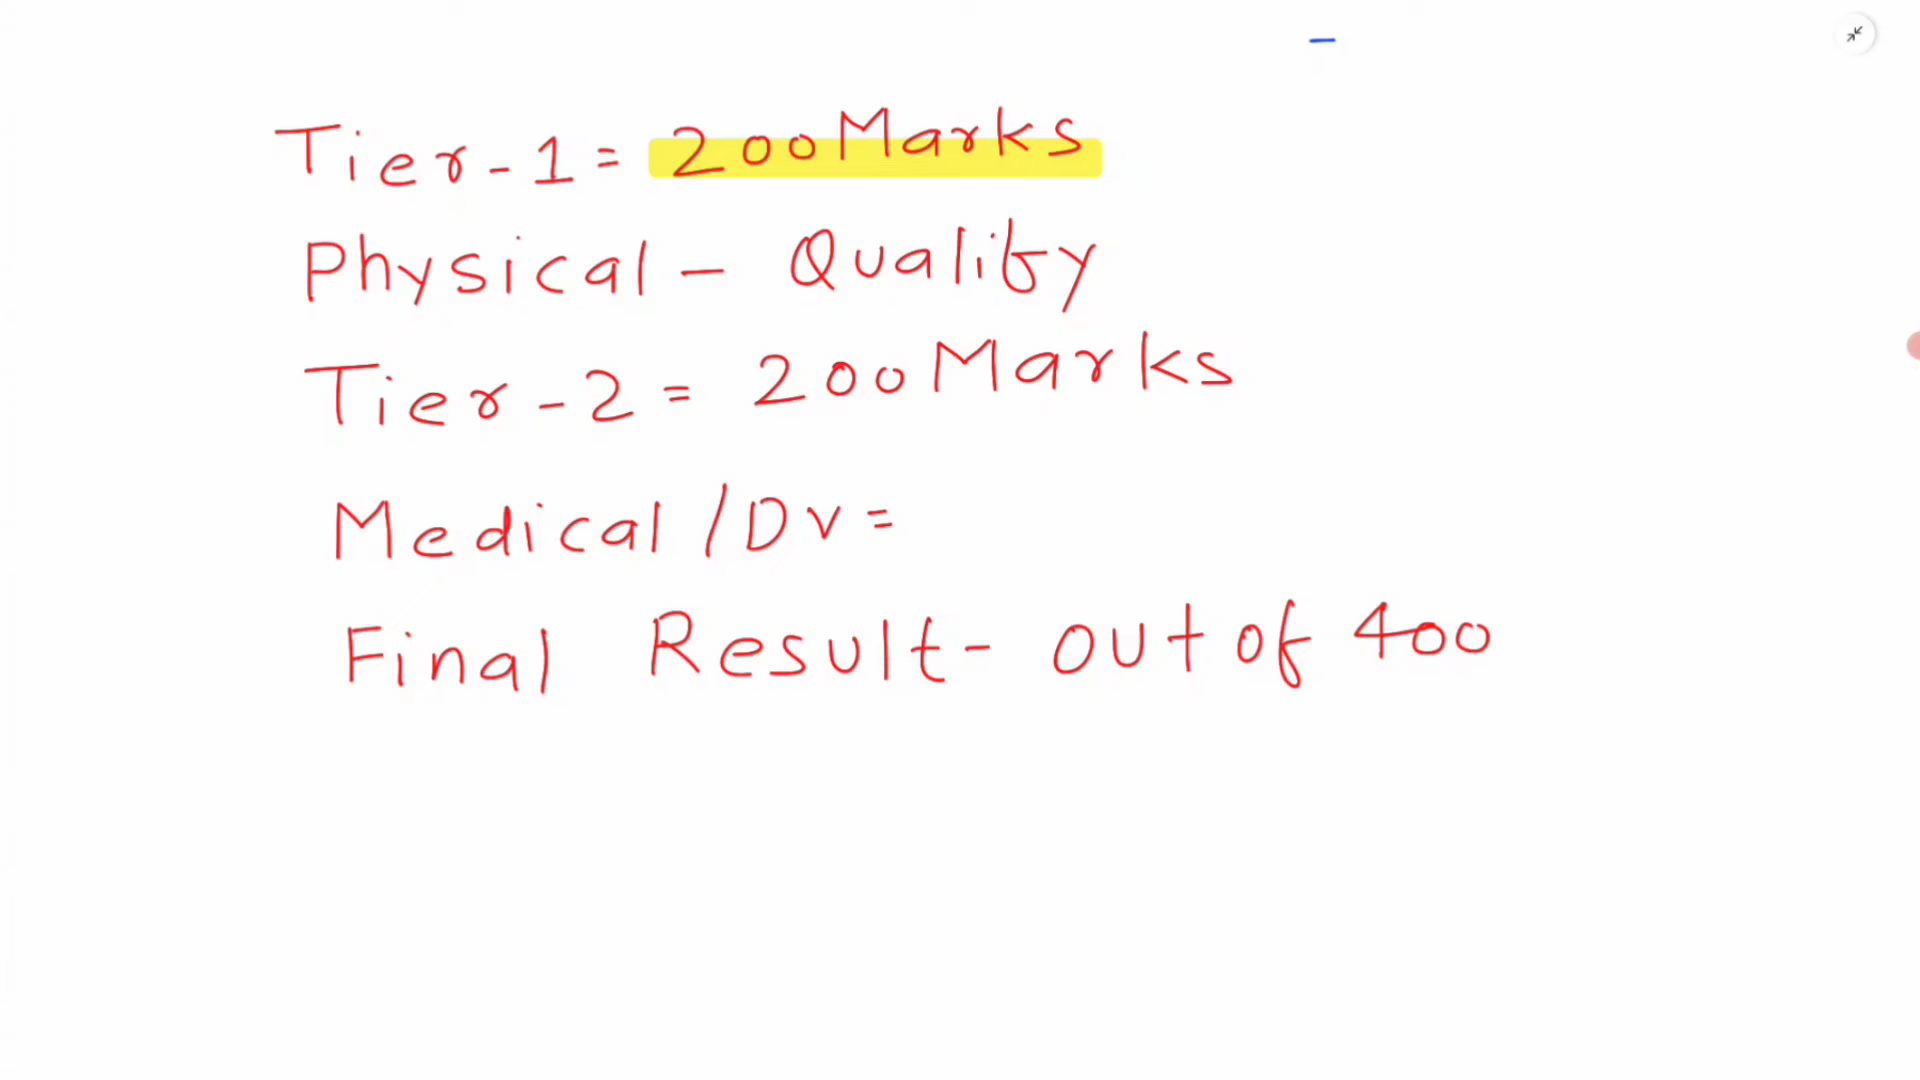 Tier-1= 200 Marks
Physical- Qualify
Tier-2= 200 Marks
Medical/DV=
Final Result- out of 400